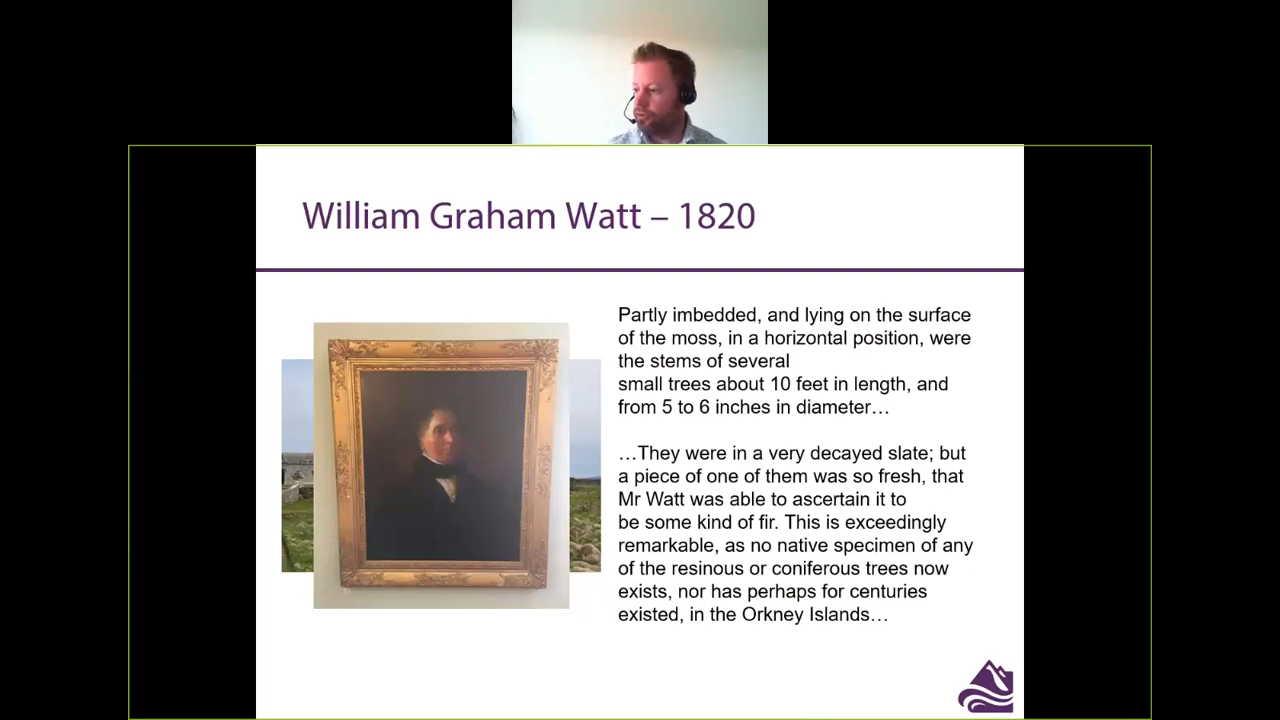 William Graham Watt – 1820
Partly imbedded, and lying on the surface
of the moss, in a horizontal position, were
the stems of several
small trees about 10 feet in length, and
from 5 to 6 inches in diameter…
…They were in a very decayed slate; but
a piece of one of them was so fresh, that
Mr Watt was able to ascertain it to
be some kind of fir. This is exceedingly
remarkable, as no native specimen of any
of the resinous or coniferous trees now
exists, nor has perhaps for centuries
existed, in the Orkney Islands…